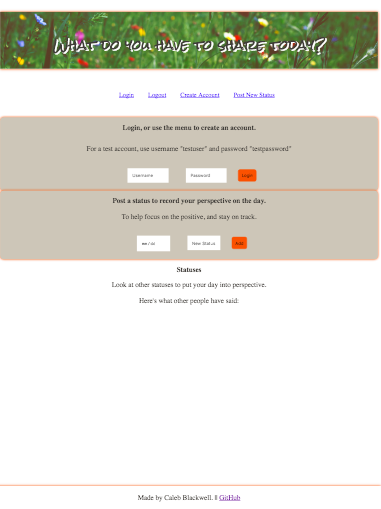 What do you have to share today?
Login Logout Create Account Post New Status
Login, or use the menu to create an account.
For a test account, use username "testuser" and password "testpassword"
Username Password Login
Post a status to record your perspective on the day.
To help focus on the positive, and stay on track.
New Status Add
Statuses
Look at other statuses to put your day into perspective.
Here's what other people have said:
Made by Caleb Blackwell. || GitHub